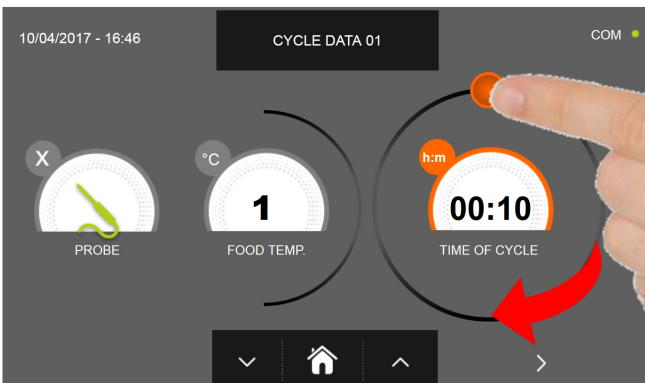 10/04/2017 - 16:46
CYCLE DATA 01
COM
X
°C
h:m
1
00:10
PROBE
FOOD TEMP.
TIME OF CYCLE